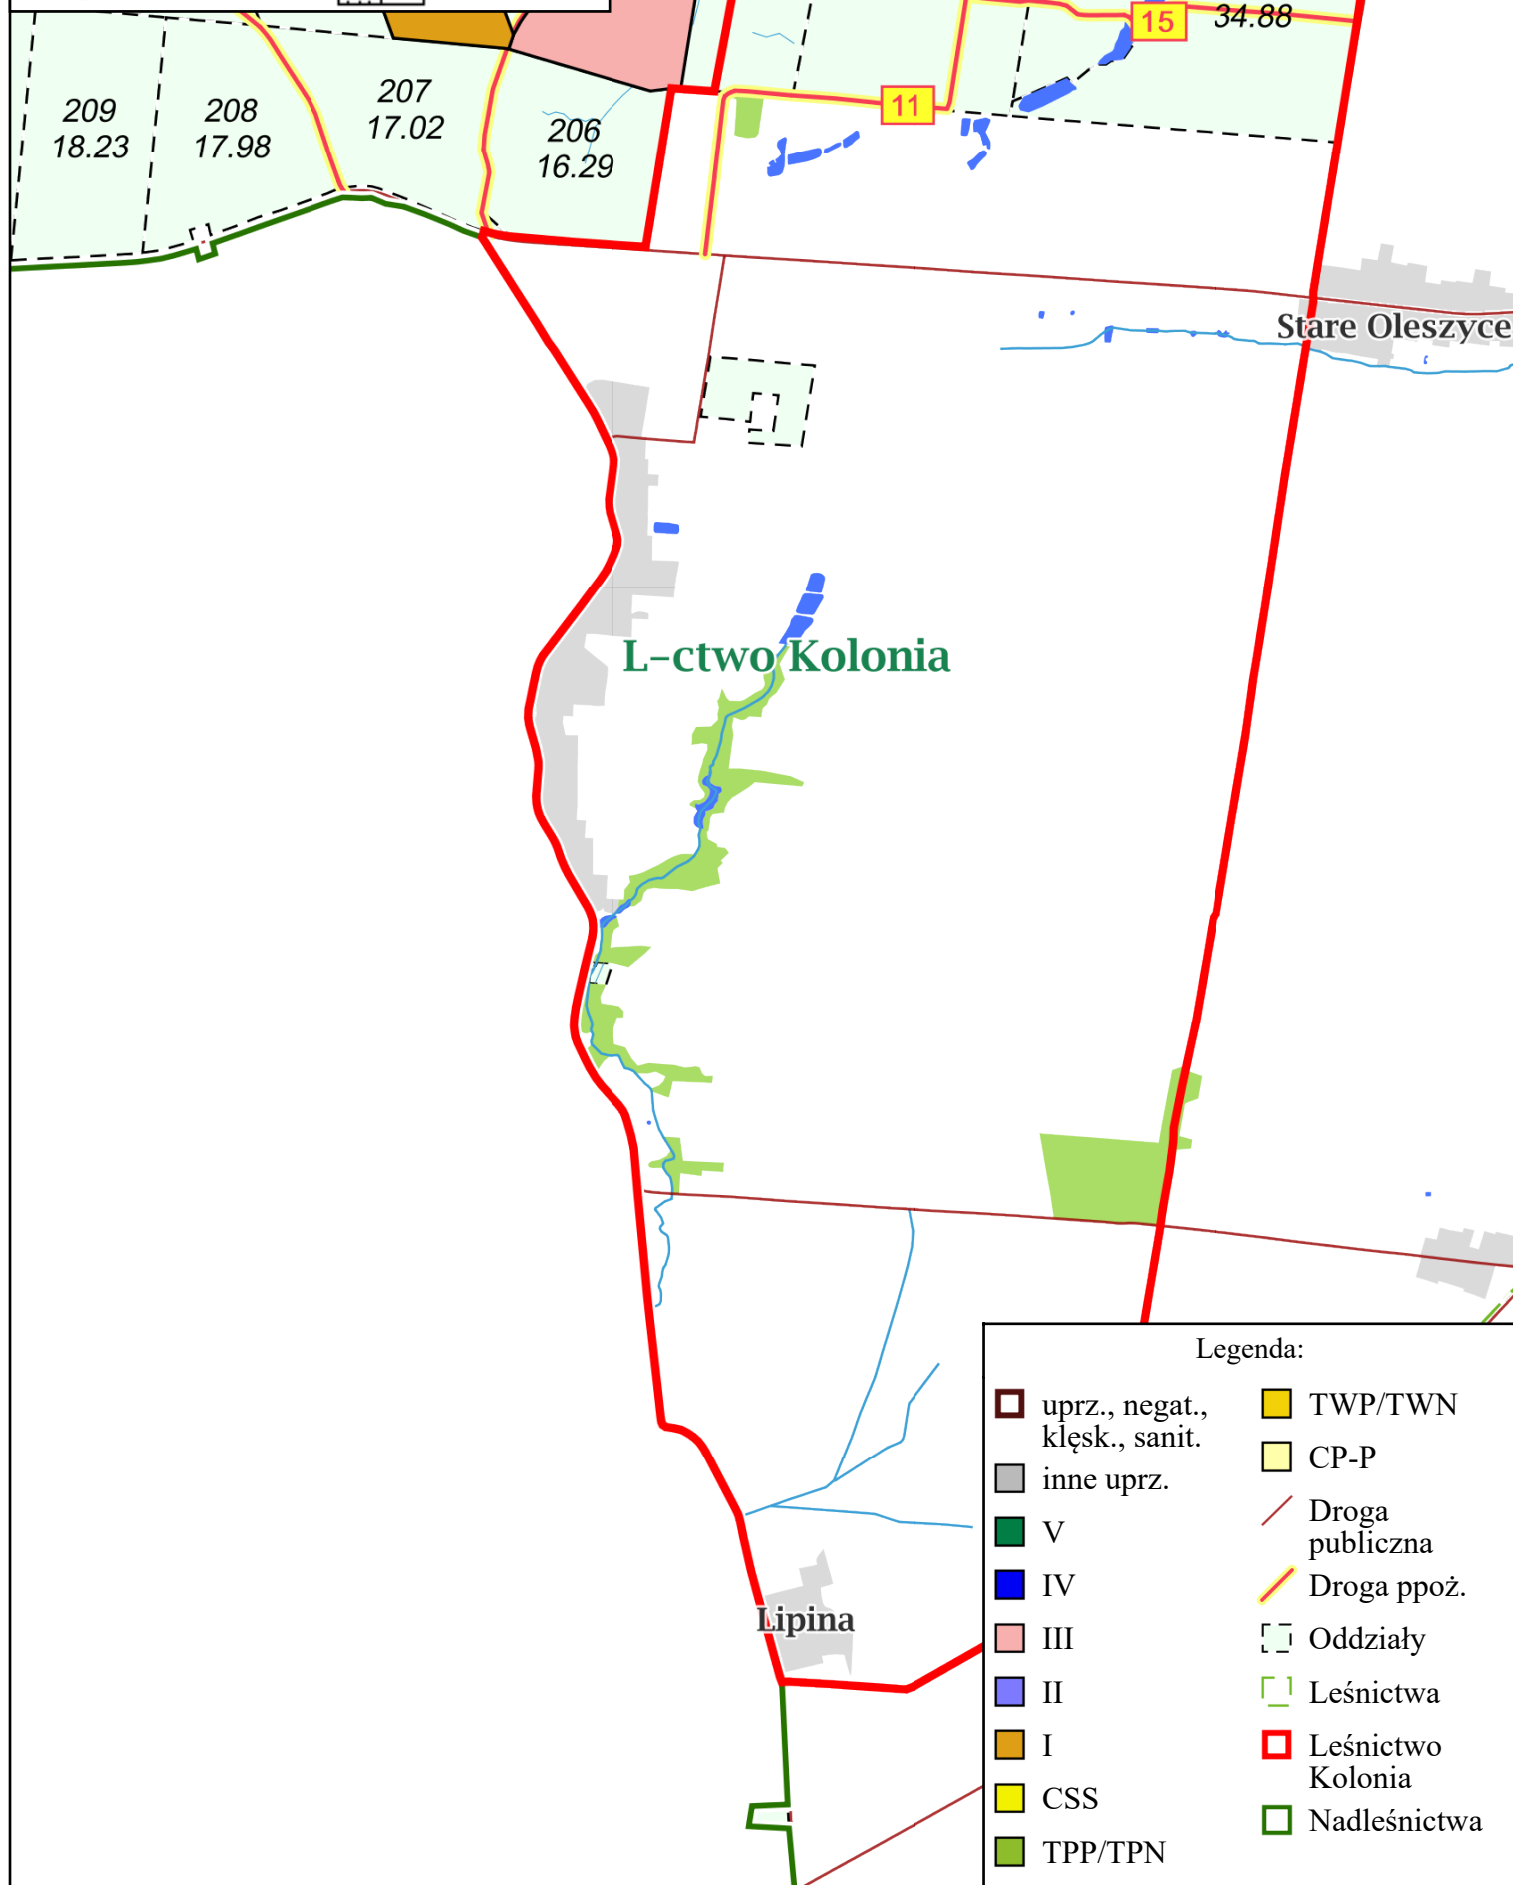 15
34.88
11
209
18.23
208
17.98
207
17.02
206
16.29
Stare Oleszyce
L-ctwo Kolonia
Lipina
Legenda:
uprz., negat.,
klęsk., sanit.
inne uprz.
V
IV
III
II
I
CSS
TPP/TPN
TWP/TWN
CP-P
Droga
publiczna
Droga ppoż.
Oddziały
Leśnictwa
Leśnictwo
Kolonia
Nadleśnictwa